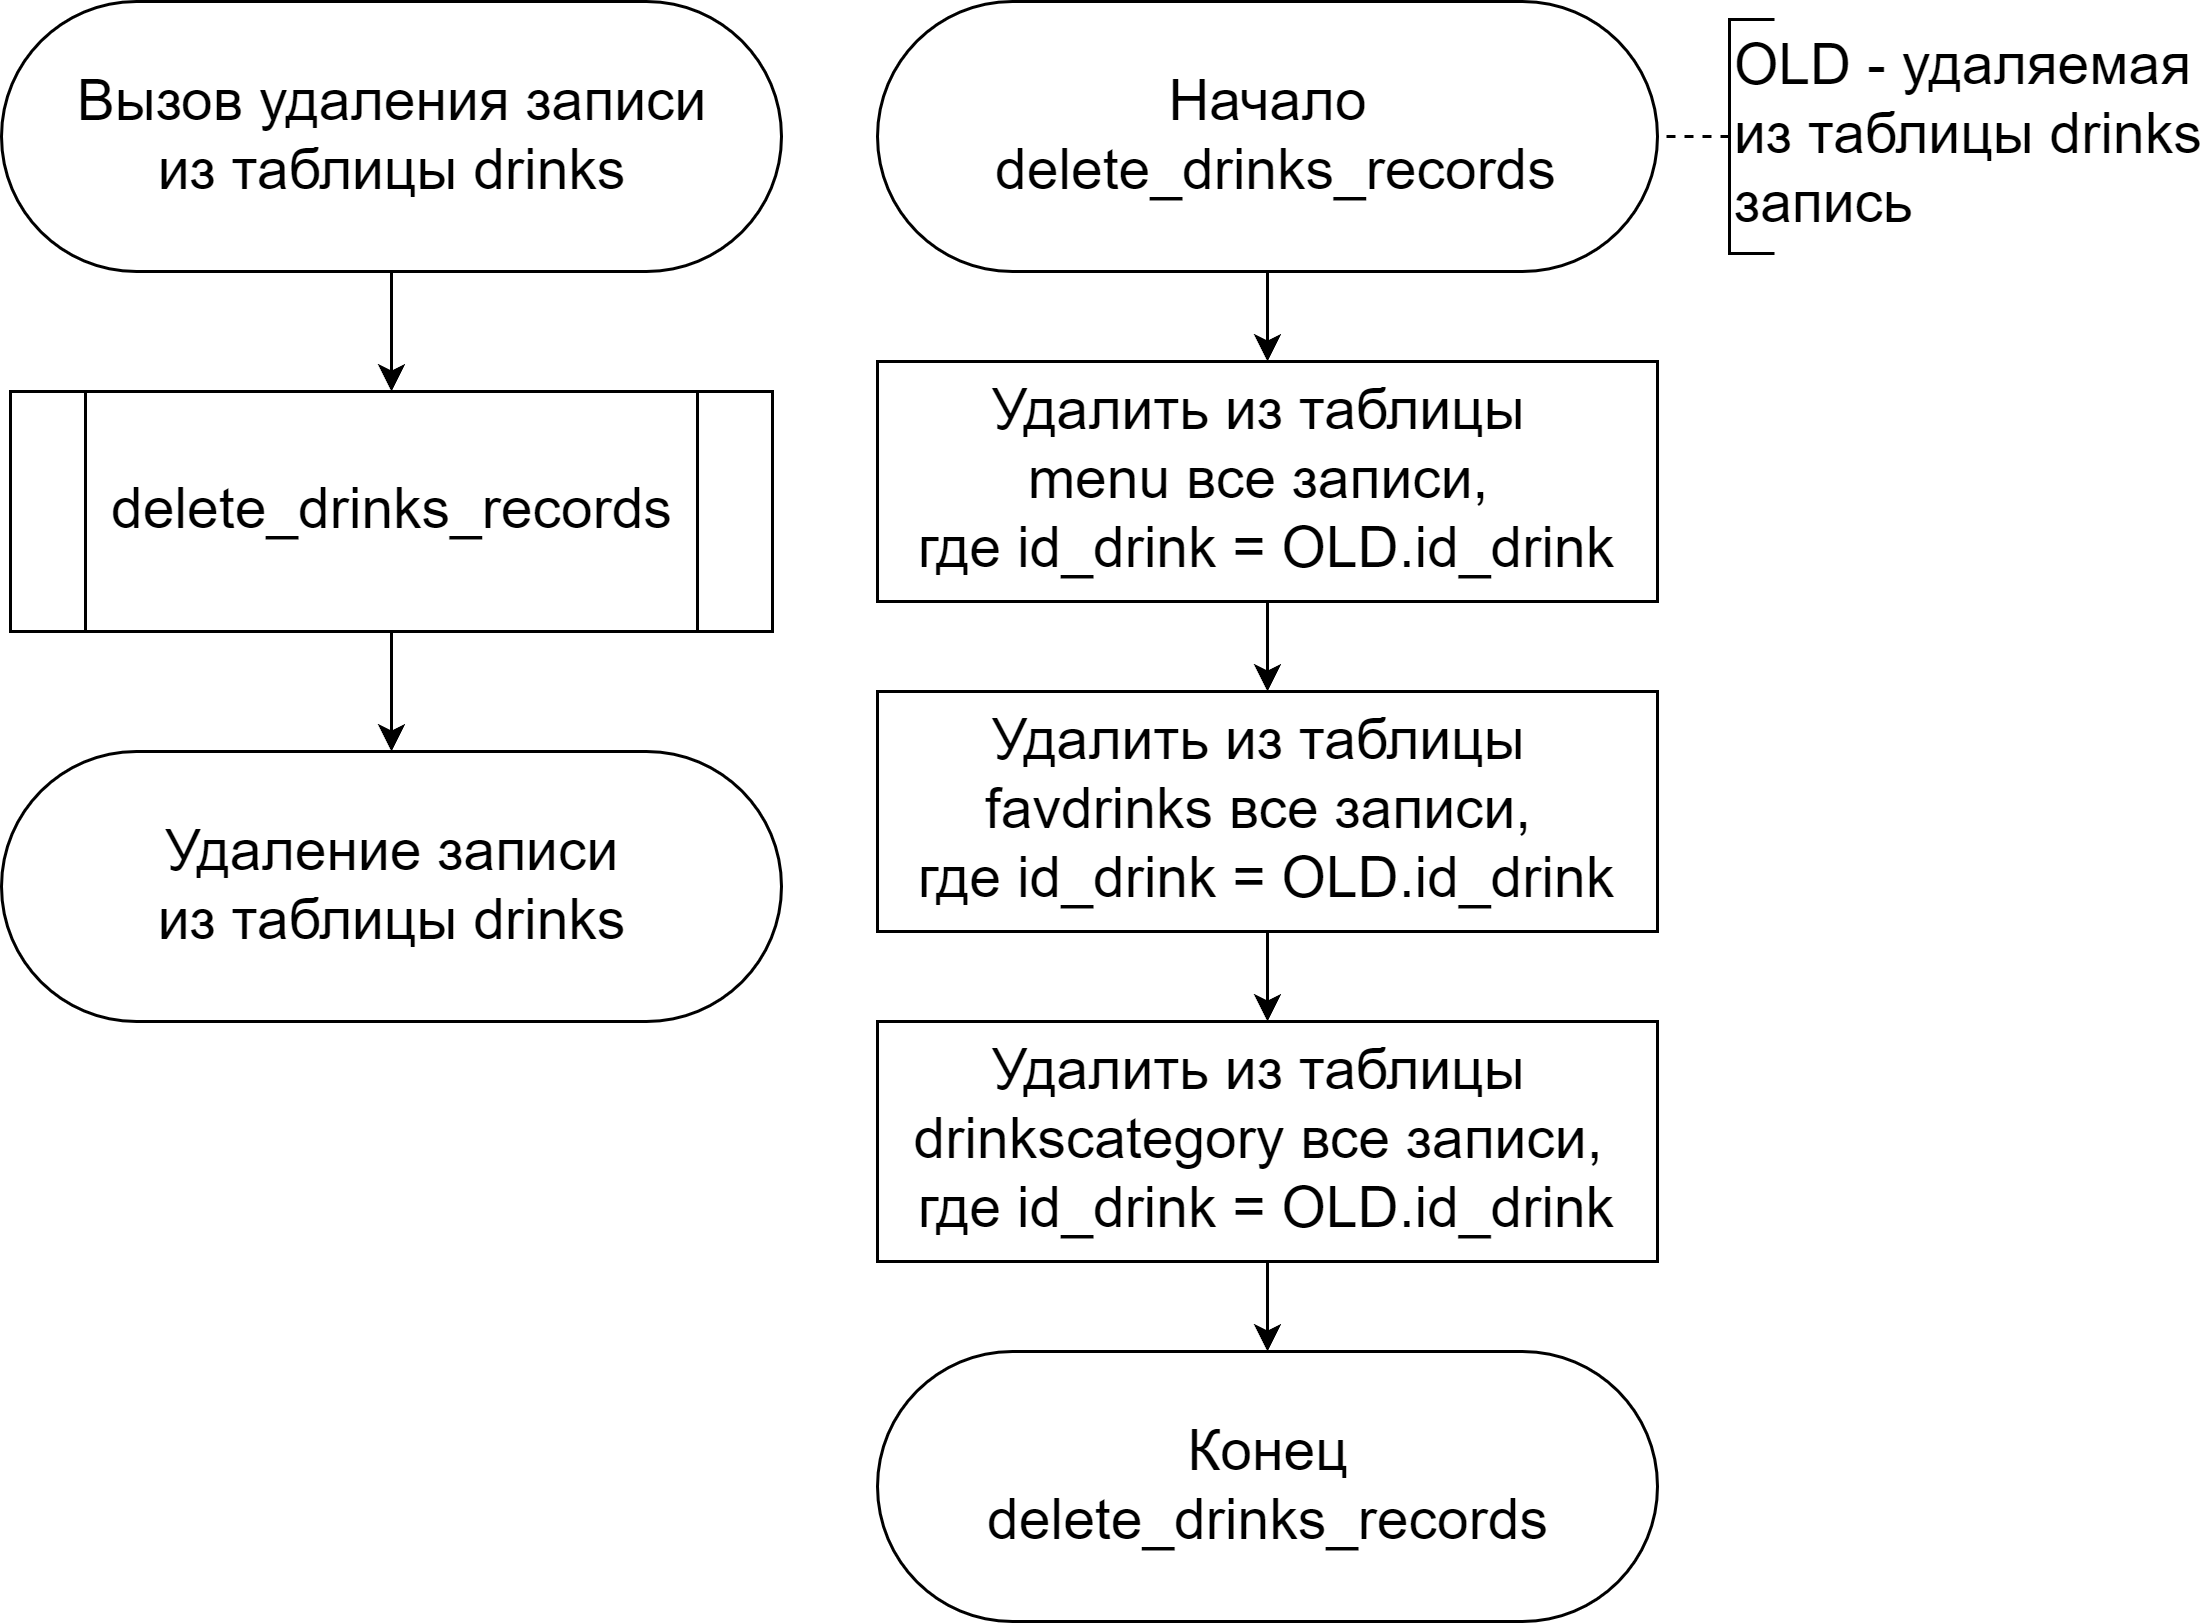 Вызов удаления записи
из таблицы drinks
delete_drinks_records
Удаление записи
из таблицы drinks
Начало
delete_drinks_records
OLD - удаляемая
из таблицы drinks
запись
Удалить из таблицы
menu все записи,
где id_drink = OLD.id_drink
Удалить из таблицы
favdrinks все записи,
где id_drink = OLD.id_drink
Удалить из таблицы
drinkscategory все записи,
где id_drink = OLD.id_drink
Конец
delete_drinks_records